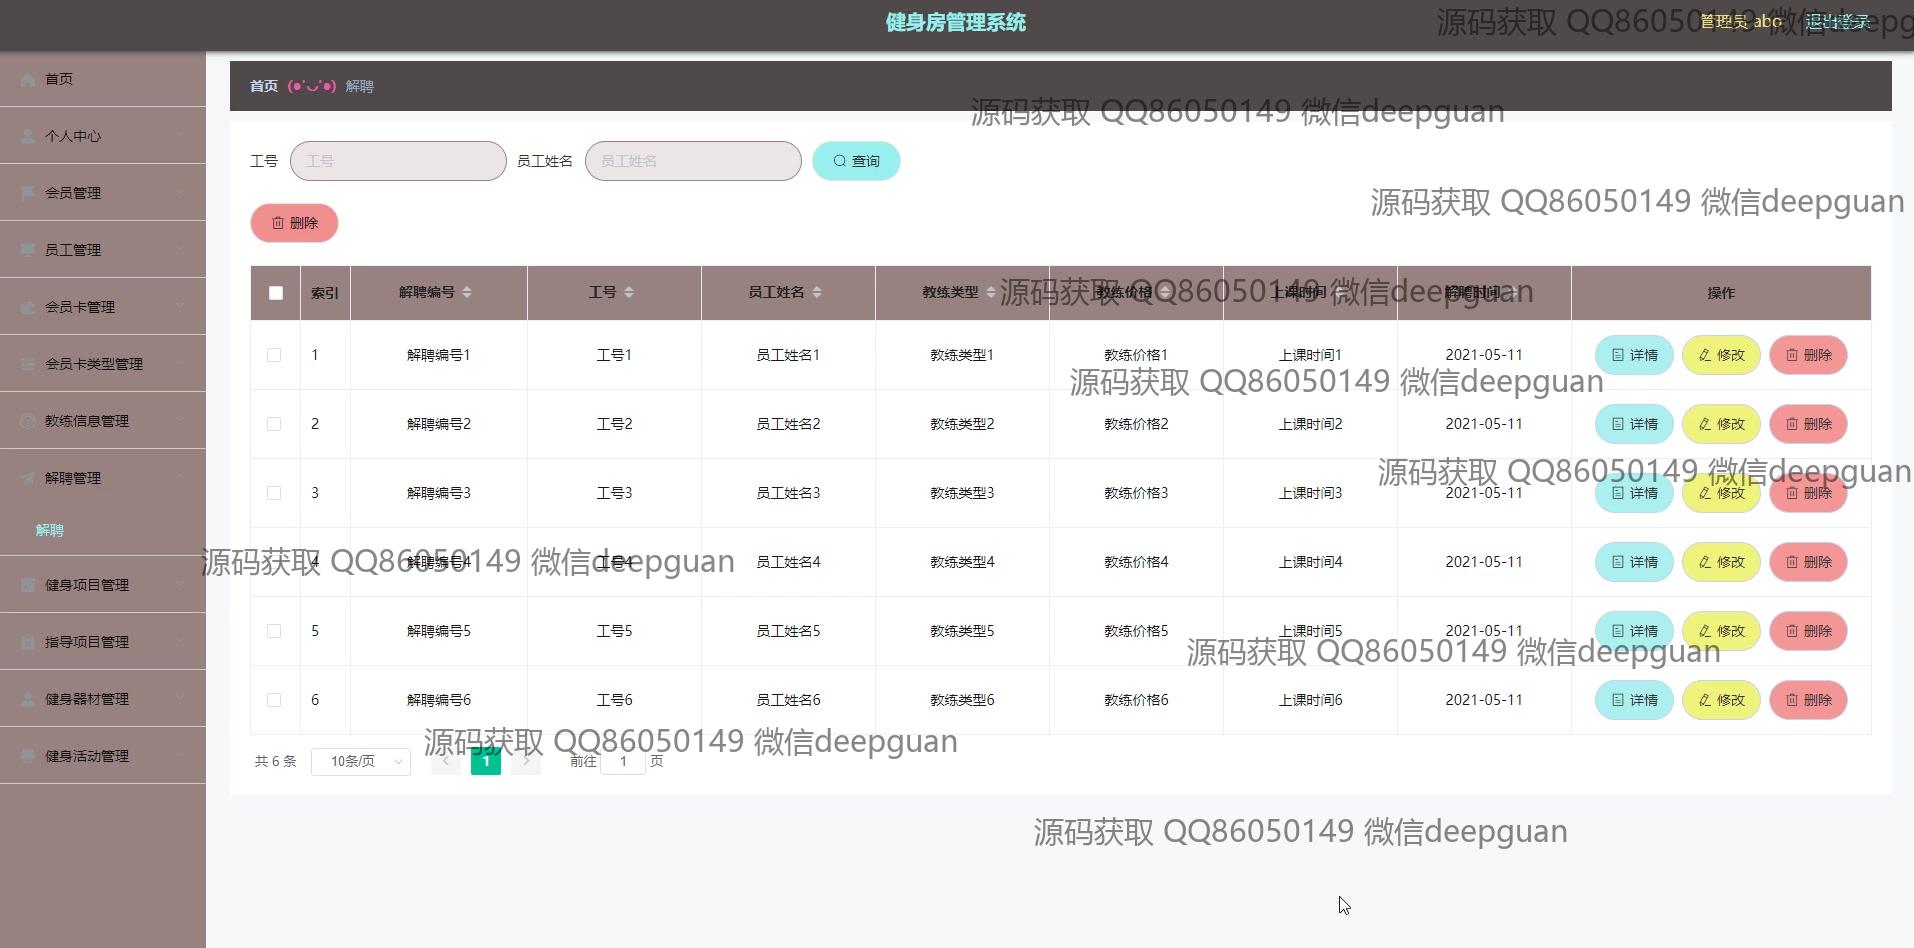 健身房管理系统
管理员 abo 退出登录
源码获取 QQ86050149 微信deepguan
首页
个人中心
会员管理
员工管理
会员卡管理
会员卡类型管理
教练信息管理
解聘管理
解聘
健身项目管理
指导项目管理
健身器材管理
健身活动管理
首页 (●'◡'●) 解聘
源码获取 QQ86050149 微信deepguan
工号 工号 员工姓名 员工姓名 查询
源码获取 QQ86050149 微信deepguan
删除
索引 解聘编号 工号 员工姓名 教练类型 教练价格 上课时间 解聘时间 操作
源码获取 QQ86050149 微信deepguan
1 解聘编号1 工号1 员工姓名1 教练类型1 教练价格1 上课时间1 2021-05-11 详情 修改 删除
源码获取 QQ86050149 微信deepguan
2 解聘编号2 工号2 员工姓名2 教练类型2 教练价格2 上课时间2 2021-05-11 详情 修改 删除
源码获取 QQ86050149 微信deepguan
3 解聘编号3 工号3 员工姓名3 教练类型3 教练价格3 上课时间3 2021-05-11 详情 修改 删除
源码获取 QQ86050149 微信deepguan
4 解聘编号4 工号4 员工姓名4 教练类型4 教练价格4 上课时间4 2021-05-11 详情 修改 删除
5 解聘编号5 工号5 员工姓名5 教练类型5 教练价格5 上课时间5 2021-05-11 详情 修改 删除
源码获取 QQ86050149 微信deepguan
6 解聘编号6 工号6 员工姓名6 教练类型6 教练价格6 上课时间6 2021-05-11 详情 修改 删除
源码获取 QQ86050149 微信deepguan
共 6 条 10条/页 1 前往 1 页
源码获取 QQ86050149 微信deepguan